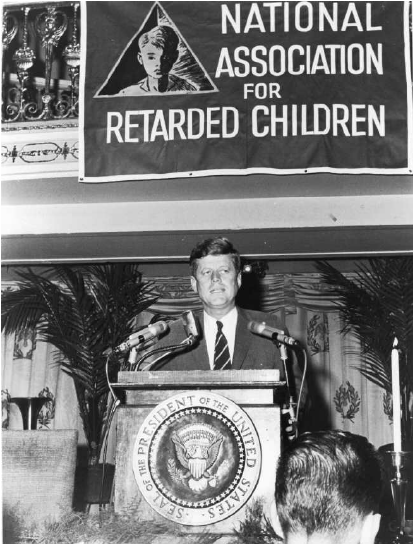 NATIONAL
ASSOCIATION
FOR
RETARDED CHILDREN
SEAL OF THE PRESIDENT OF THE UNITED STATES